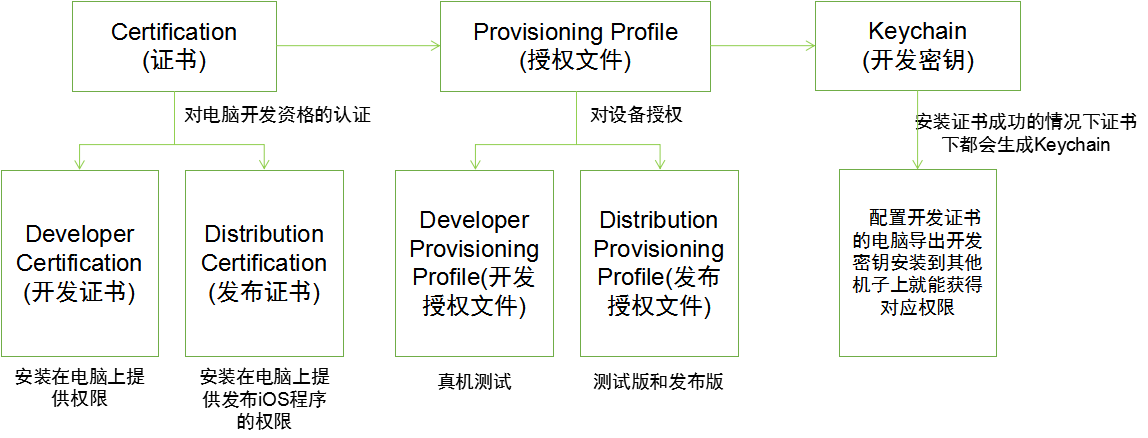 Certification
(证书)
Provisioning Profile
(授权文件)
Keychain
(开发密钥)
对电脑开发资格的认证
对设备授权
安装证书成功的情况下证书
下都会生成Keychain
Developer
Certification
(开发证书)
Distribution
Certification
(发布证书)
Developer
Provisioning
Profile(开发
授权文件)
Distribution
Provisioning
Profile(发布
授权文件)
配置开发证书
的电脑导出开发
密钥安装到其他
机子上就能获得
对应权限
安装在电脑上提
供权限
安装在电脑上提
供发布iOS程序
的权限
真机测试
测试版和发布版